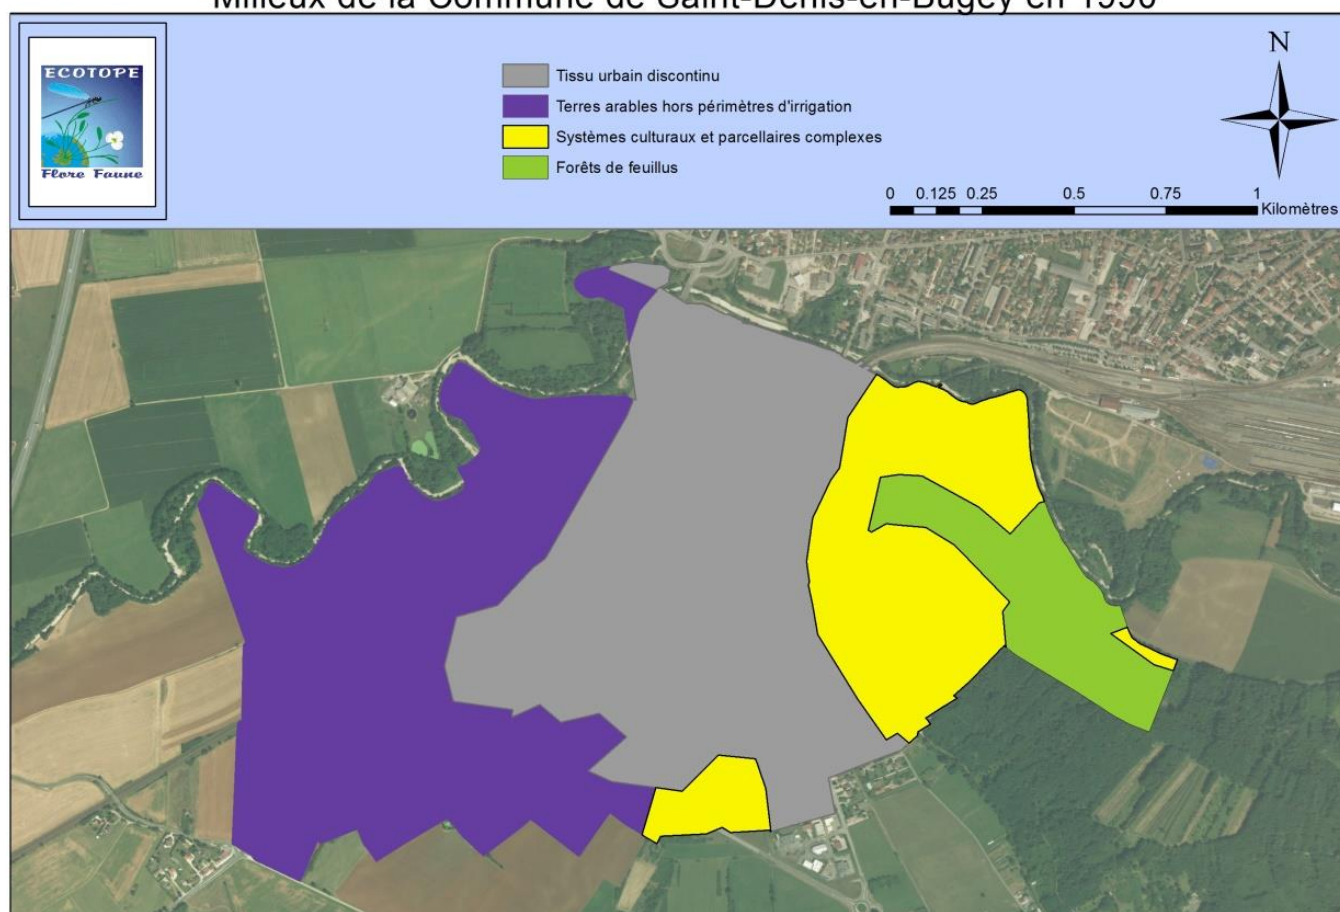 Milieux de la Commune de Saint-Denis-en-Bugey en 1990
ECOTOPE
Flore Faune
Tissu urbain discontinu
Terres arables hors périmètres d'irrigation
Systèmes culturaux et parcellaires complexes
Forêts de feuillus
N
0 0.125 0.25 0.5 0.75 1
Kilomètres